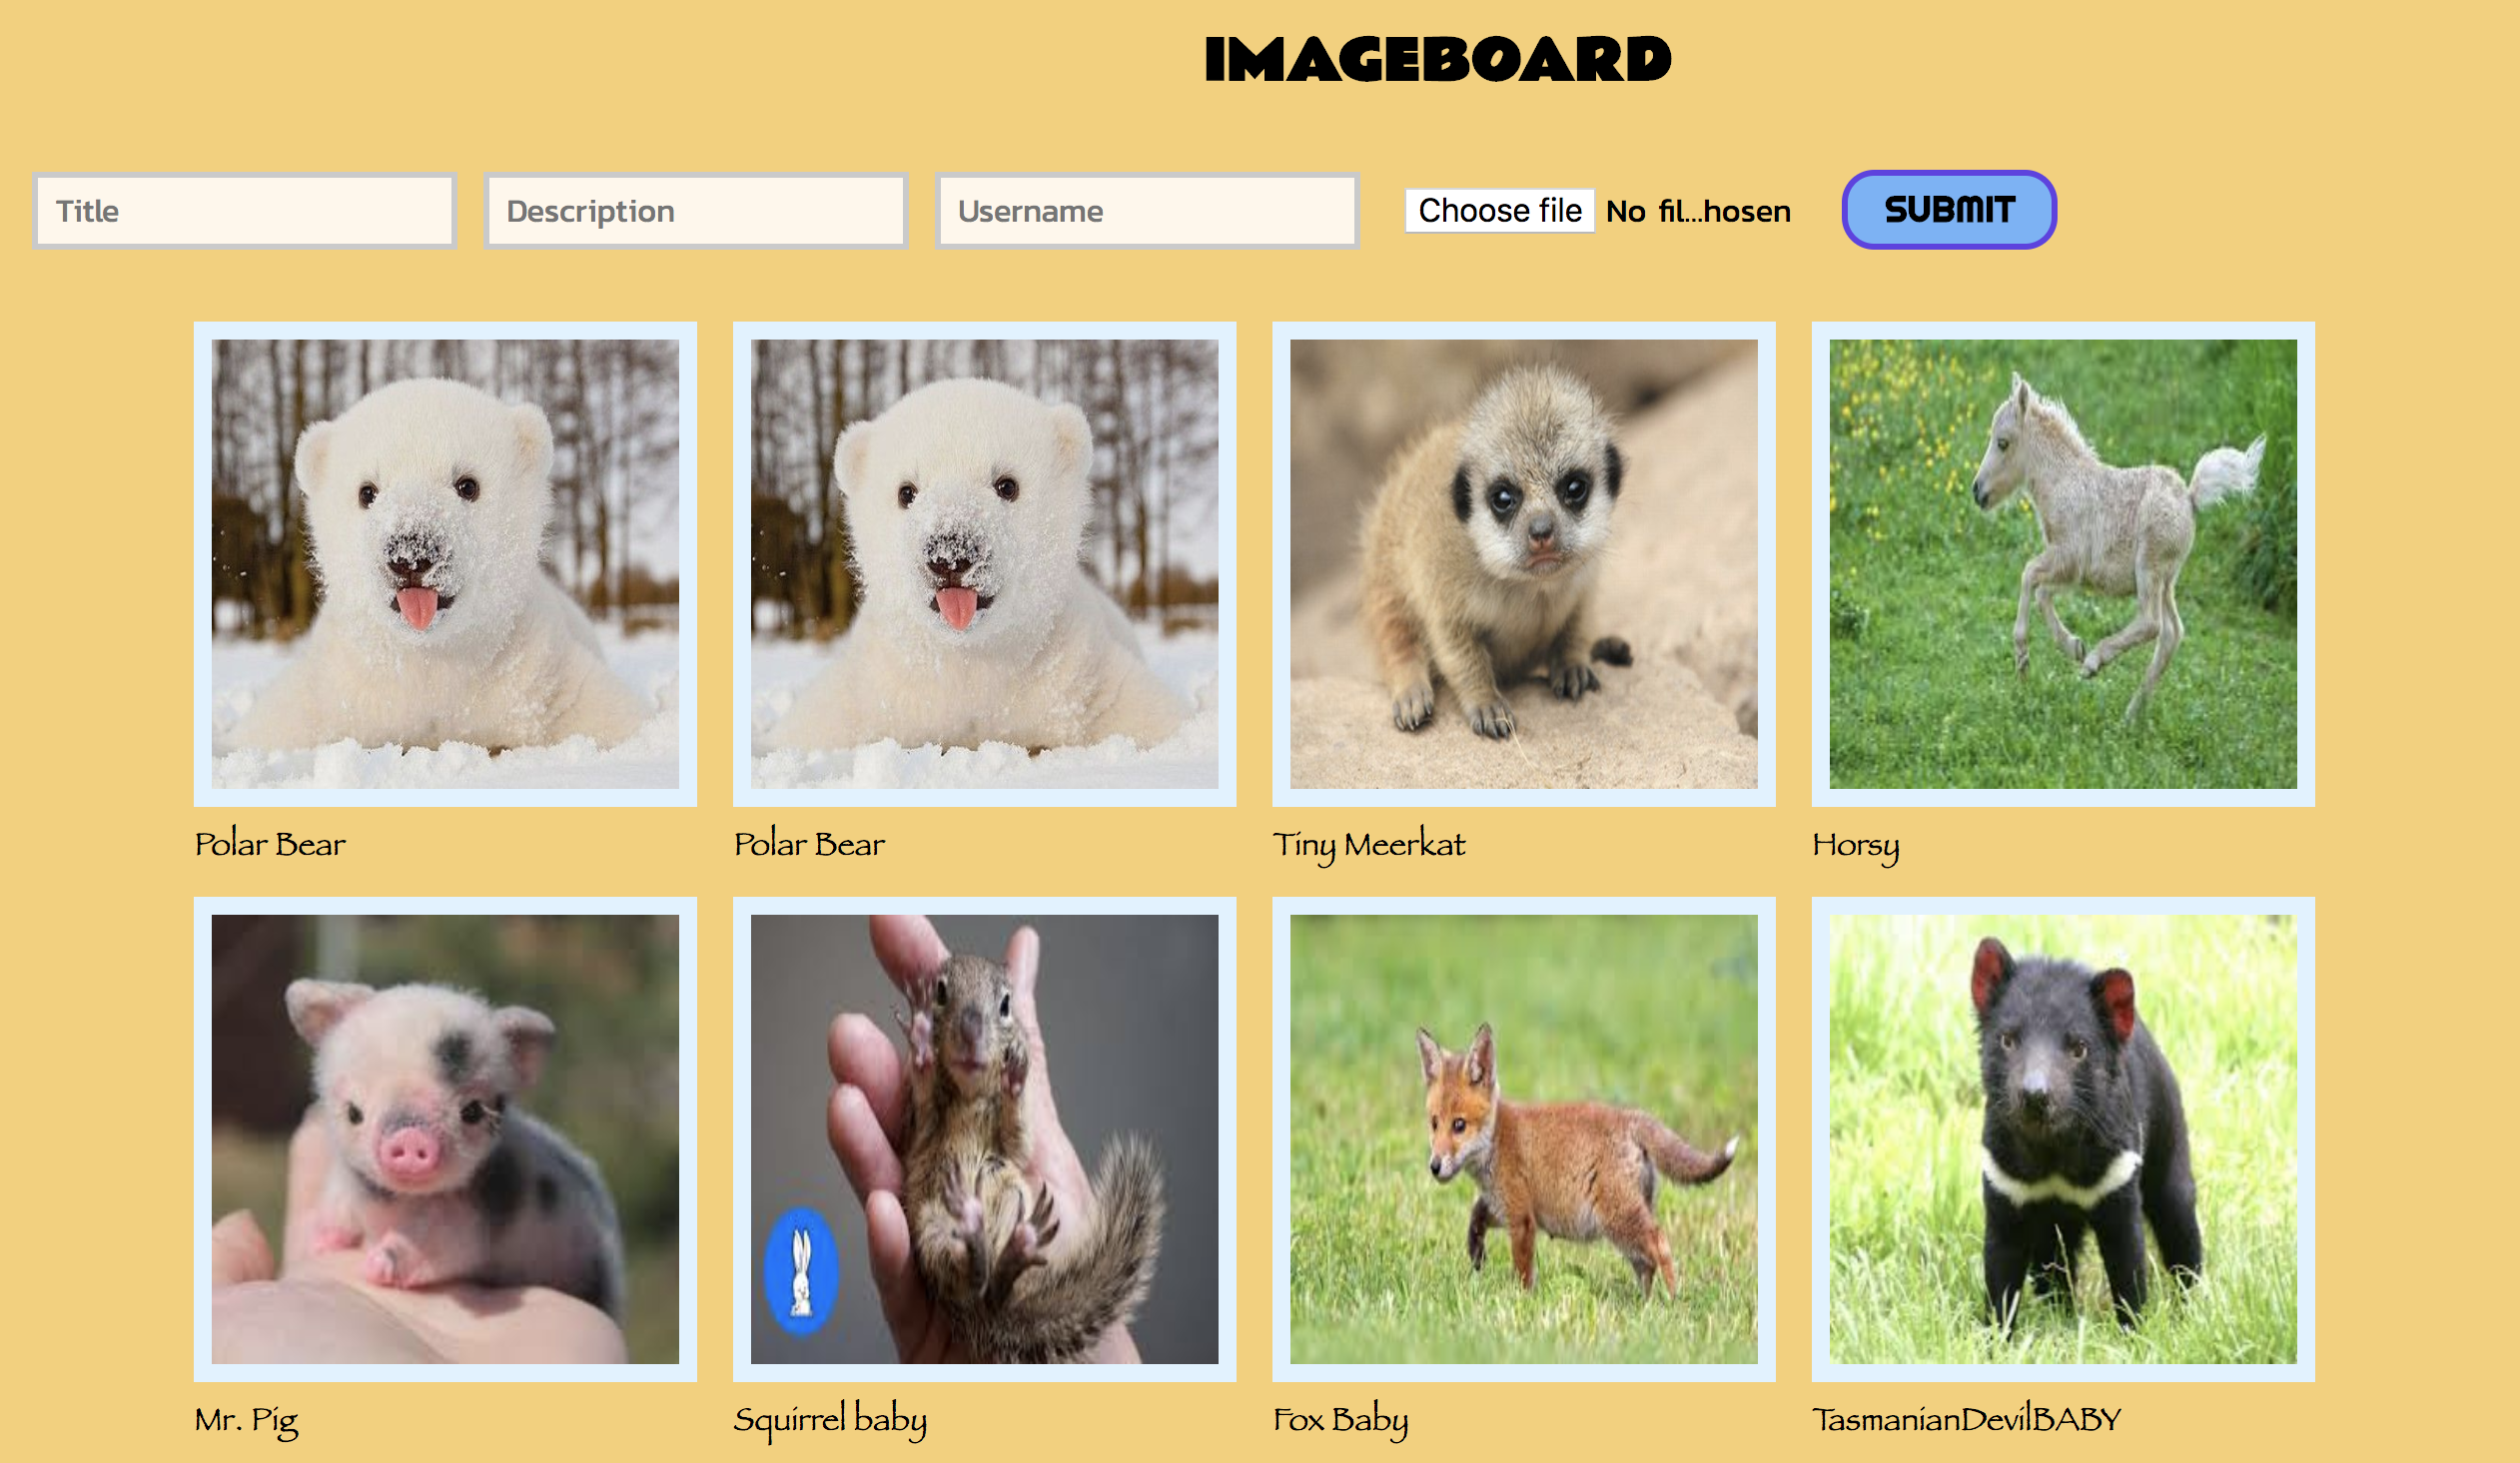 IMAGEBOARD
Title Description Username Choose file No fil...hosen SUBMIT
Polar Bear Polar Bear Tiny Meerkat Horsy
Mr. Pig Squirrel baby Fox Baby TasmanianDevilBABY